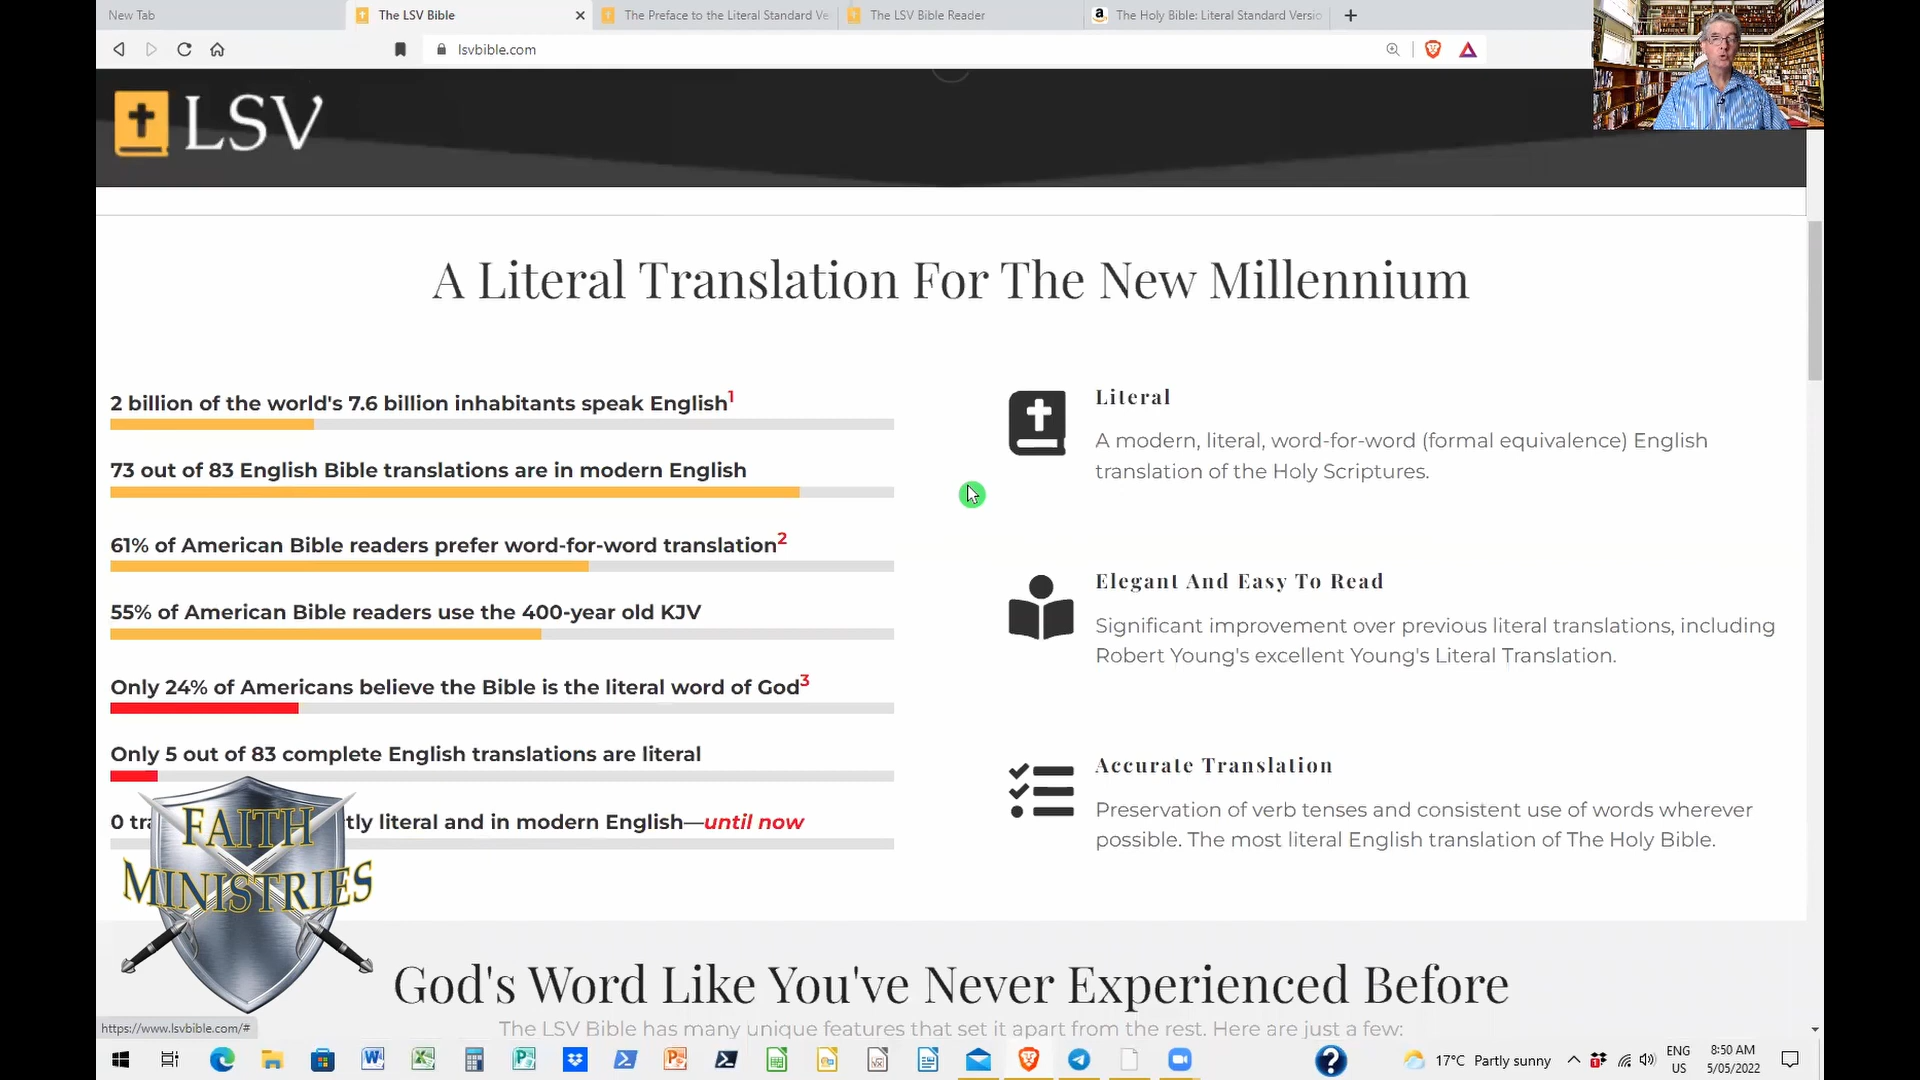 New Tab
The LSV Bible
The Preface to the Literal Standard Ve
The LSV Bible Reader
The Holy Bible: Literal Standard Versio
lsvbible.com
LSV
A Literal Translation For The New Millennium
2 billion of the world's 7.6 billion inhabitants speak English1
73 out of 83 English Bible translations are in modern English
61% of American Bible readers prefer word-for-word translation2
55% of American Bible readers use the 400-year old KJV
Only 24% of Americans believe the Bible is the literal word of God3
Only 5 out of 83 complete English translations are literal
0 tra tly literal and in modern English—until now
Literal
A modern, literal, word-for-word (formal equivalence) English
translation of the Holy Scriptures.
Elegant And Easy To Read
Significant improvement over previous literal translations, including
Robert Young's excellent Young's Literal Translation.
Accurate Translation
Preservation of verb tenses and consistent use of words wherever
possible. The most literal English translation of The Holy Bible.
FAITH
MINISTRIES
God's Word Like You've Never Experienced Before
The LSV Bible has many unique features that set it apart from the rest. Here are just a few:
https://www.lsvbible.com/#
17°C Partly sunny
ENG
US
8:50 AM
5/05/2022